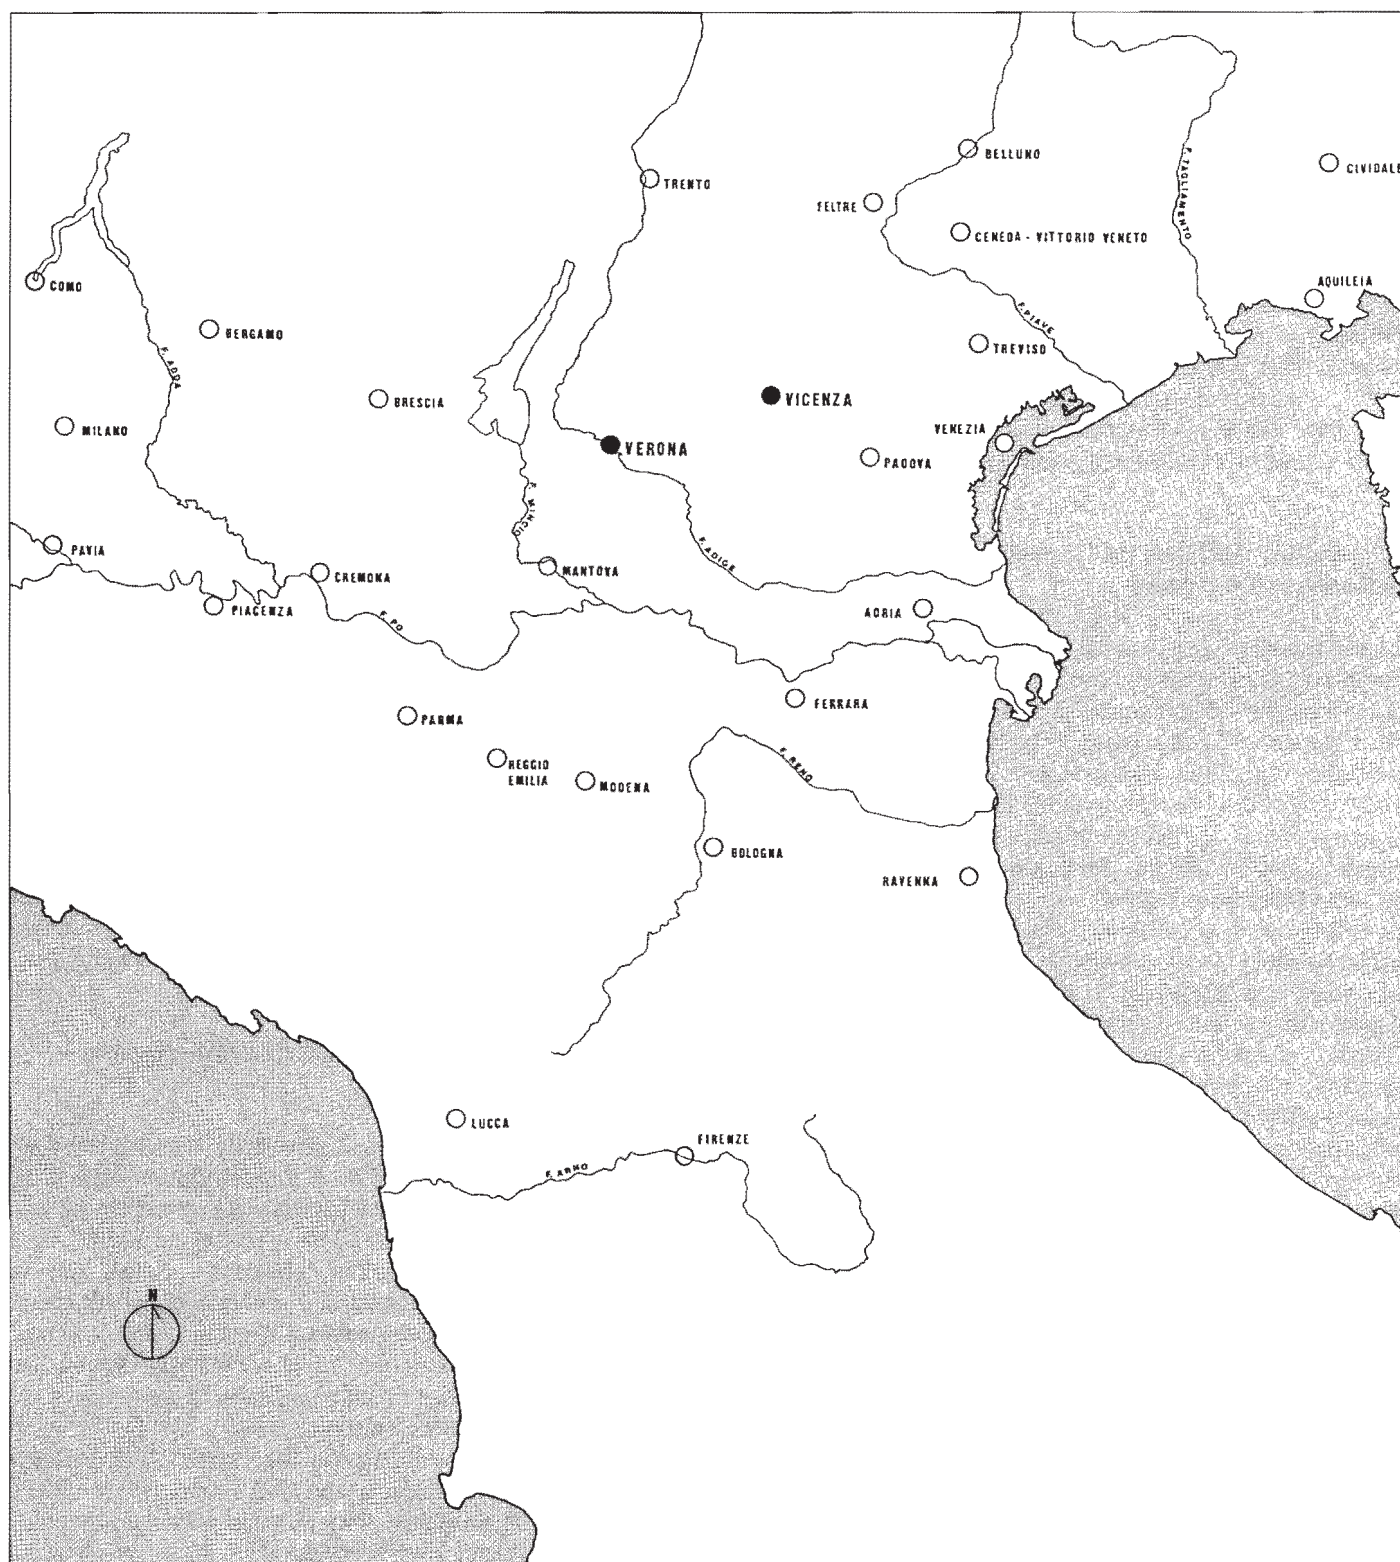 BELLUNO
CIVIDALE
TRENTO
F. TAGLIAMENTO
FELTRE
CENEDA - VITTORIO VENETO
COMO
AQUILEIA
BERGAMO
F. PIAVE
F. ADDA
TREVISO
BRESCIA
VICENZA
MILANO
VENEZIA
VERONA
PADOVA
F. MINCIO
PAVIA
F. ADIGE
CREMONA
MANTOVA
PIACENZA
ADRIA
F. PO
FERRARA
PARMA
REGGIO
EMILIA
F. RENO
MODENA
BOLOGNA
RAVENNA
LUCCA
FIRENZE
F. ARNO
N